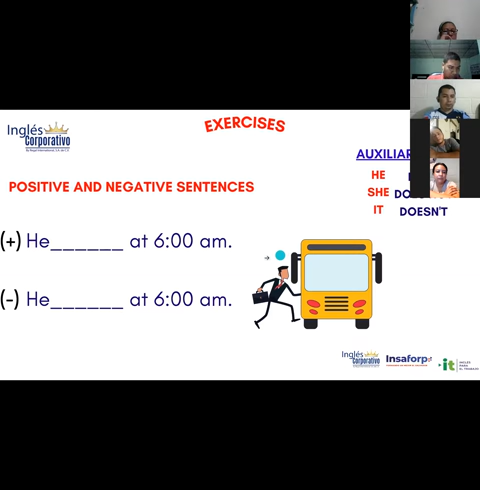 EXERCISES
Inglés
Corporativo
POSITIVE AND NEGATIVE SENTENCES
HE
SHE
IT DOESN'T
(+) He______ at 6:00 am.
(-) He______ at 6:00 am.
Inglés
Corporativo
Insaforp
it